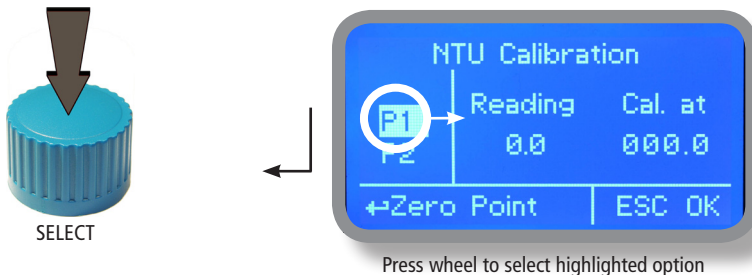 NTU Calibration
Reading Cal. at
P1
0.0 000.0
P2
↵Zero Point ESC OK
SELECT
Press wheel to select highlighted option